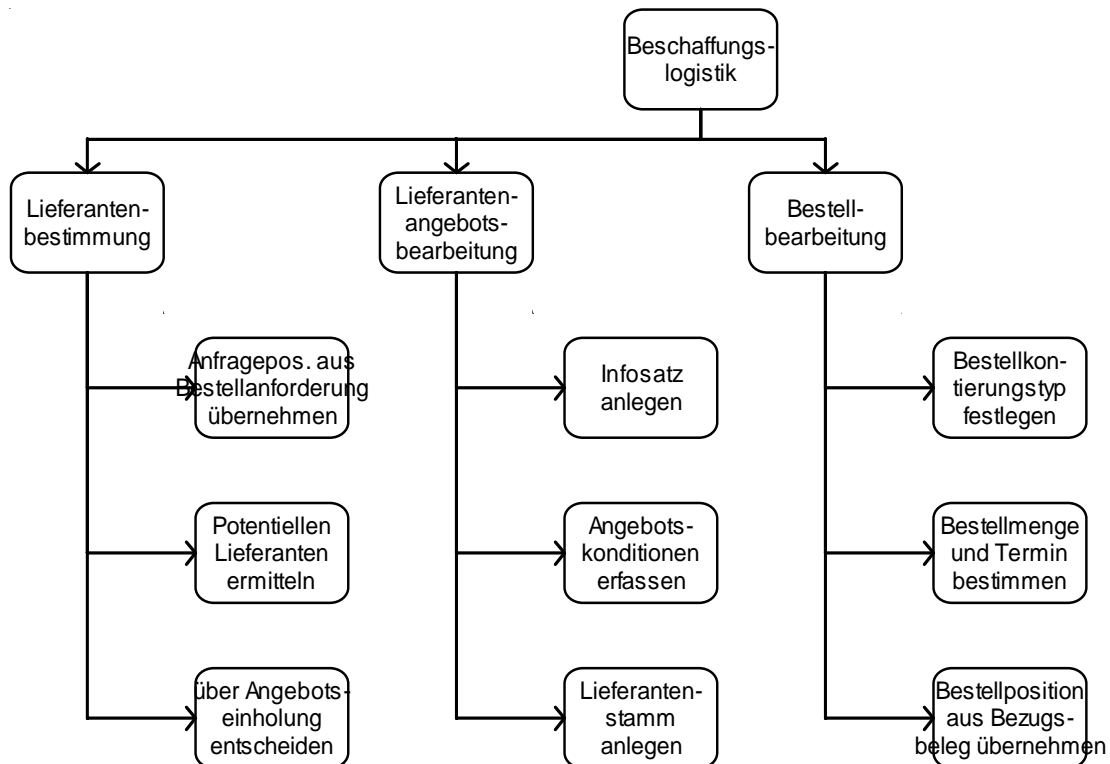 Beschaffungs-
logistik
Lieferanten-
bestimmung
Lieferanten-
angebots-
bearbeitung
Bestell-
bearbeitung
Anfragepos. aus
Bestellanforderung
übernehmen
Infosatz
anlegen
Bestellkon-
tierungstyp
festlegen
Potentiellen
Lieferanten
ermitteln
Angebots-
konditionen
erfassen
Bestellmenge
und Termin
bestimmen
über Angebots-
einholung
entscheiden
Lieferanten-
stamm
anlegen
Bestellposition
aus Bezugs-
beleg übernehmen